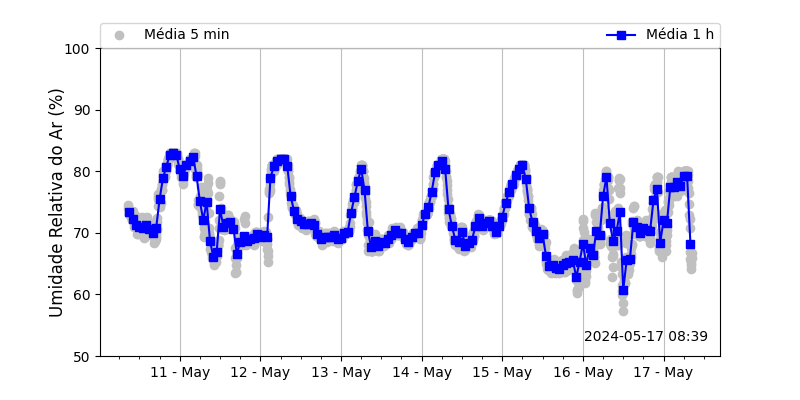 Média 5 min Média 1 h
Umidade Relativa do Ar (%)
100
90
80
70
60
50
2024-05-17 08:39
11 - May 12 - May 13 - May 14 - May 15 - May 16 - May 17 - May